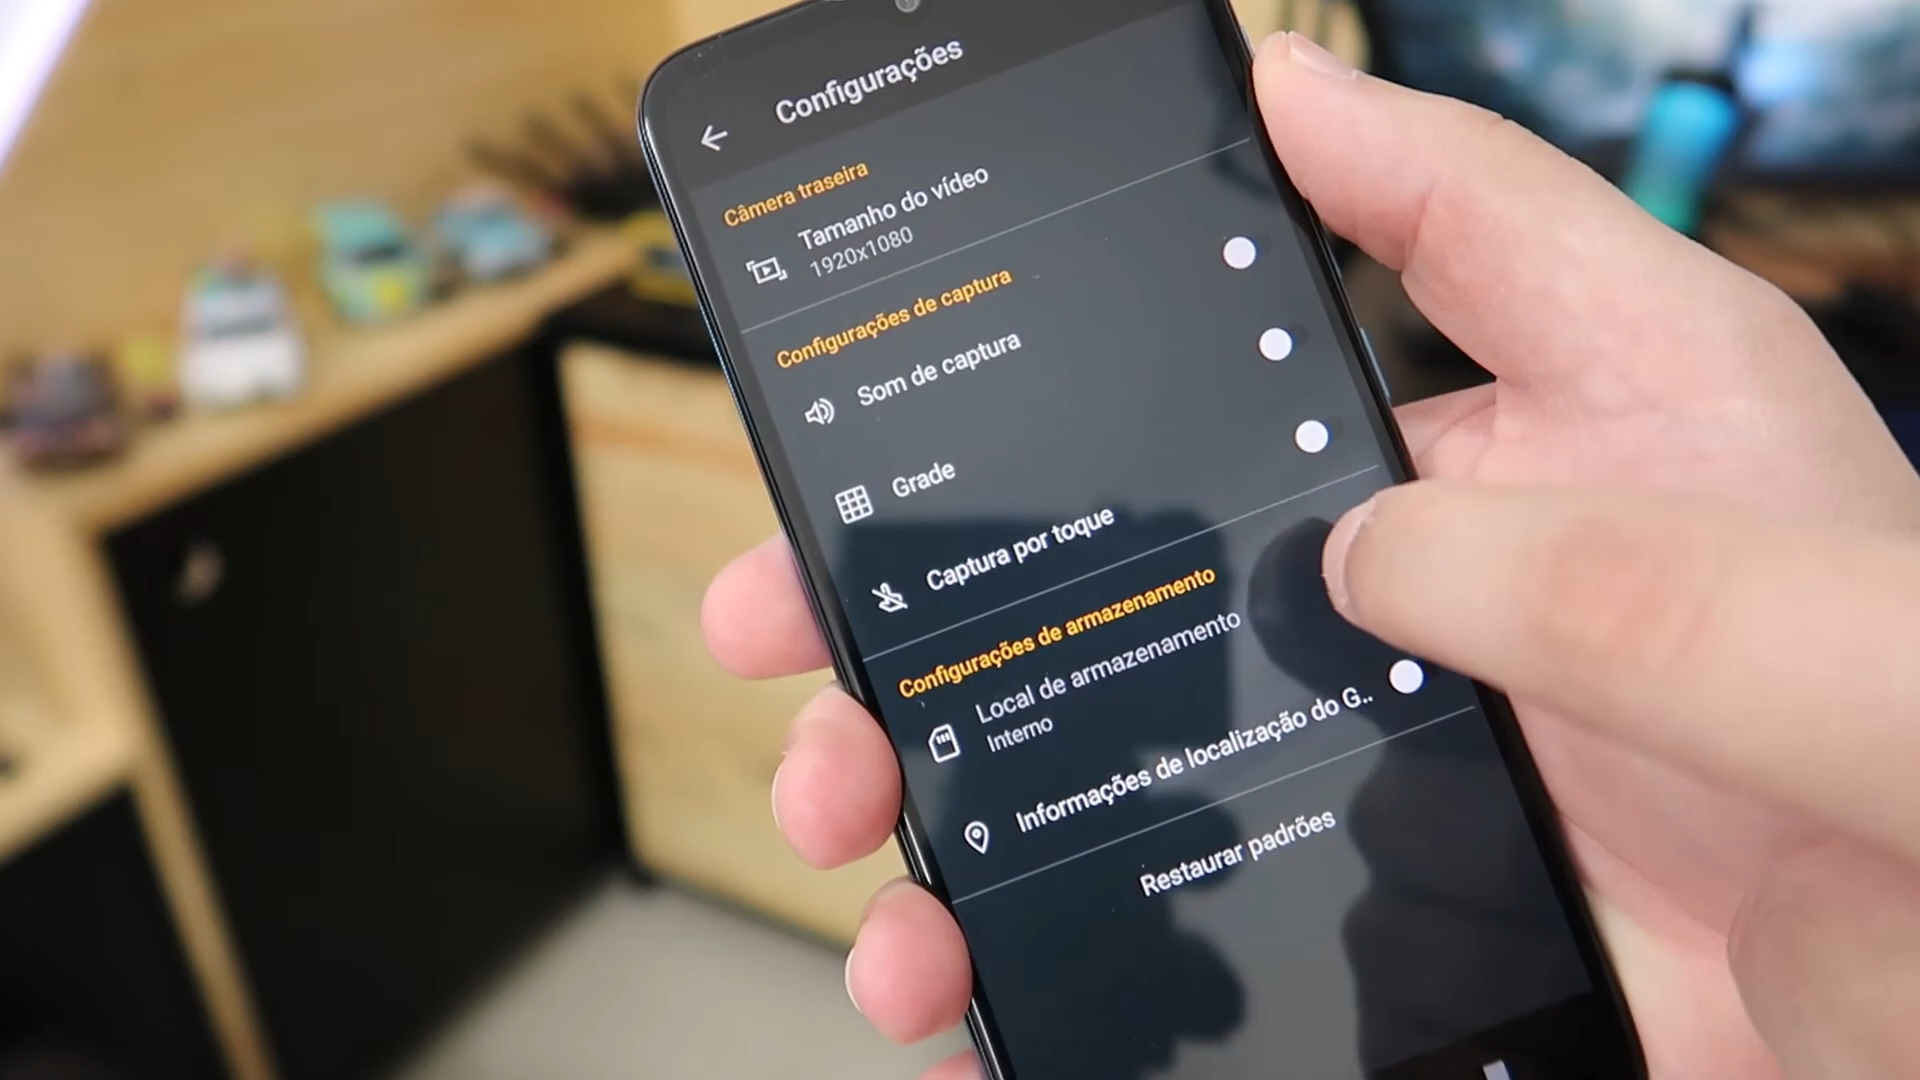 Configurações
Câmera traseira
Tamanho do vídeo
1920x1080
Configurações de captura
Som de captura
Grade
Captura por toque
Configurações de armazenamento
Local de armazenamento
Interno
Informações de localização do G..
Restaurar padrões